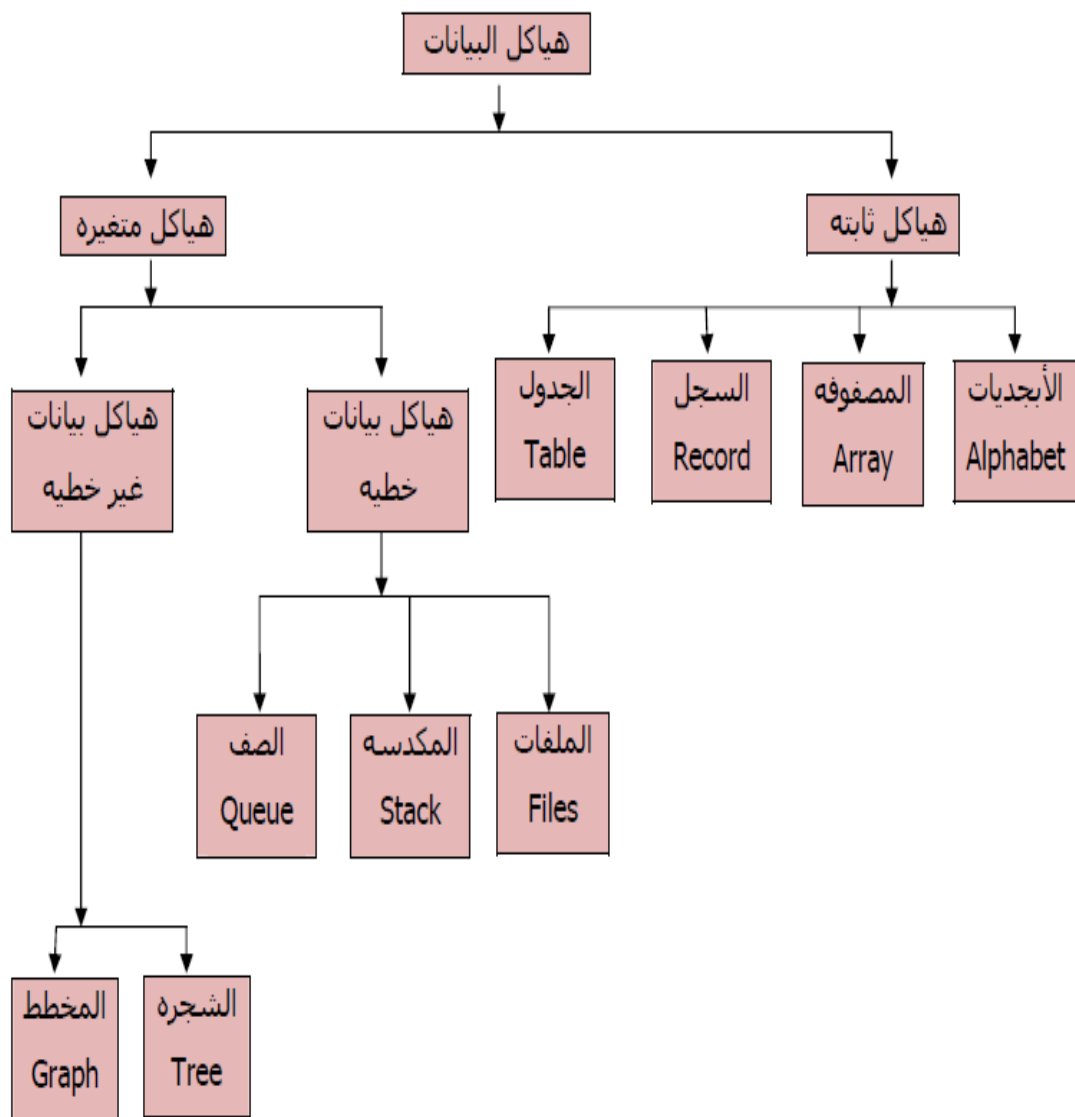 هياكل البيانات
هياكل ثابته
هياكل متغيره
الأبجديات
Alphabet
المصفوفه
Array
السجل
Record
الجدول
Table
هياكل بيانات
خطيه
هياكل بيانات
غير خطيه
الملفات
Files
المكدسه
Stack
الصف
Queue
الشجره
Tree
المخطط
Graph